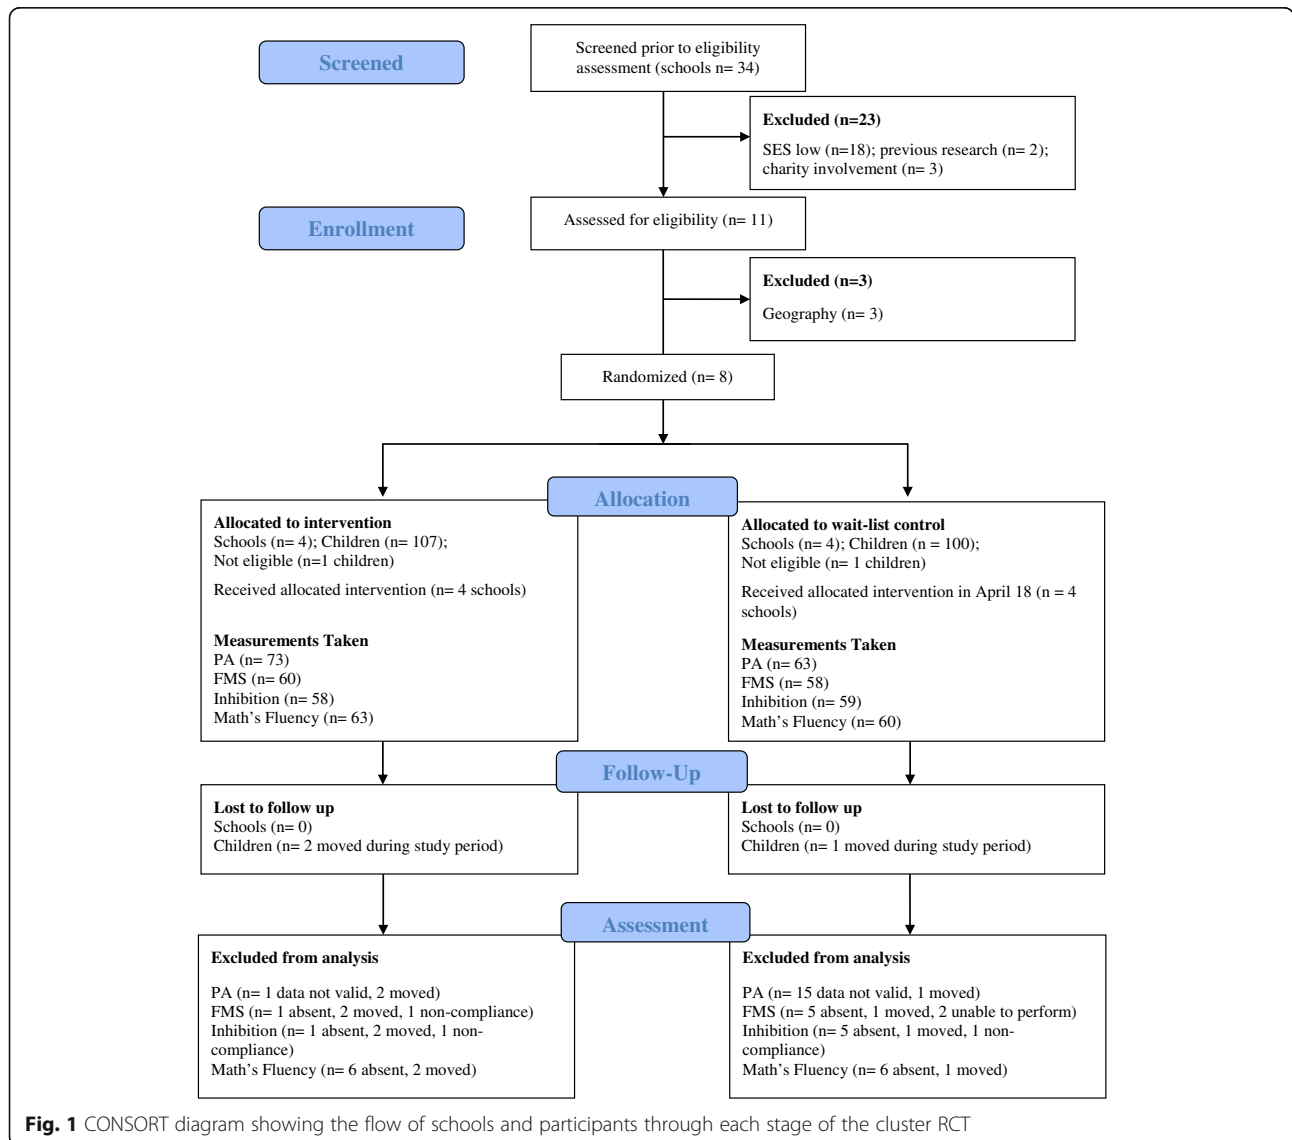 Screened
Screened prior to eligibility
assessment (schools n= 34)
Excluded (n=23)
SES low (n=18); previous research (n= 2);
charity involvement (n= 3)
Enrollment
Assessed for eligibility (n= 11)
Excluded (n=3)
Geography (n= 3)
Randomized (n= 8)
Allocation
Allocated to intervention
Schools (n= 4); Children (n= 107);
Not eligible (n=1 children)
Received allocated intervention (n= 4 schools)
Measurements Taken
PA (n= 73)
FMS (n= 60)
Inhibition (n= 58)
Math's Fluency (n= 63)
Allocated to wait-list control
Schools (n= 4); Children (n = 100);
Not eligible (n= 1 children)
Received allocated intervention in April 18 (n = 4
schools)
Measurements Taken
PA (n= 63)
FMS (n= 58)
Inhibition (n= 59)
Math's Fluency (n= 60)
Follow-Up
Lost to follow up
Schools (n= 0)
Children (n= 2 moved during study period)
Lost to follow up
Schools (n= 0)
Children (n= 1 moved during study period)
Assessment
Excluded from analysis
PA (n= 1 data not valid, 2 moved)
FMS (n= 1 absent, 2 moved, 1 non-compliance)
Inhibition (n= 1 absent, 2 moved, 1 non-
compliance)
Math's Fluency (n= 6 absent, 2 moved)
Excluded from analysis
PA (n= 15 data not valid, 1 moved)
FMS (n= 5 absent, 1 moved, 2 unable to perform)
Inhibition (n= 5 absent, 1 moved, 1 non-
compliance)
Math's Fluency (n= 6 absent, 1 moved)
Fig. 1 CONSORT diagram showing the flow of schools and participants through each stage of the cluster RCT